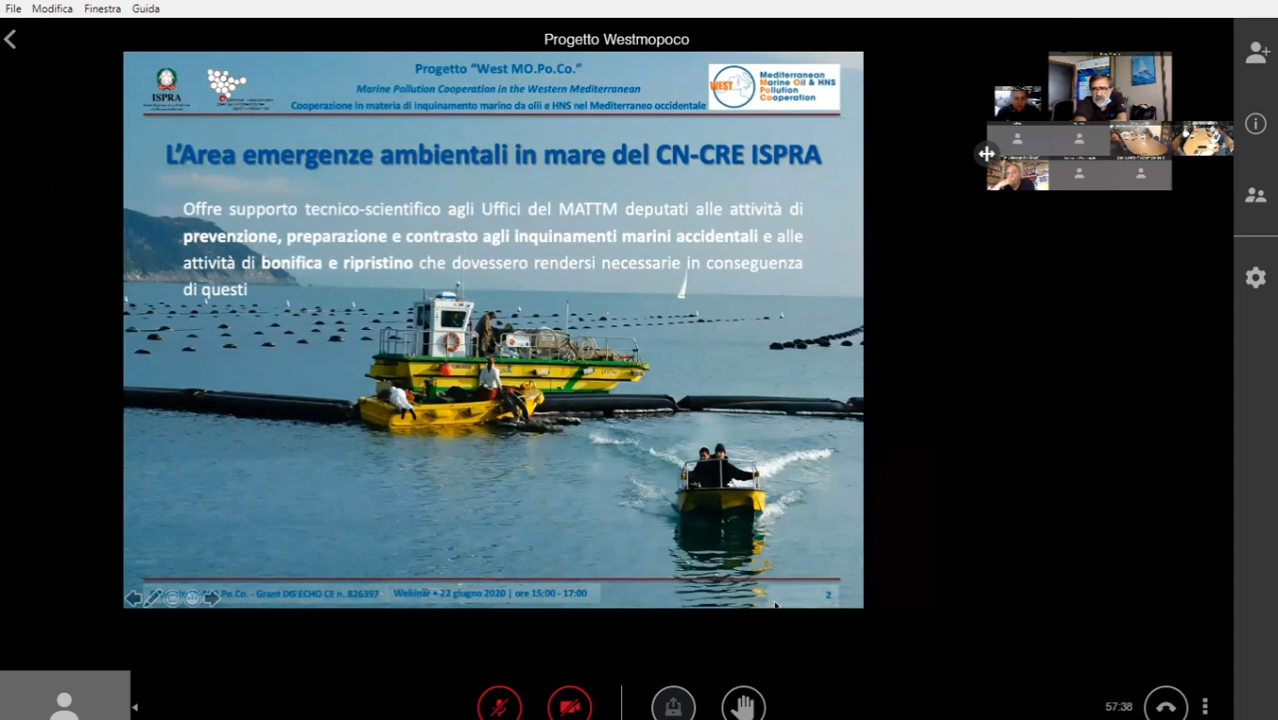 File Modifica Finestra Guida
Progetto Westmopoco
Progetto “West MO.Po.Co.”
Marine Pollution Cooperation in the Western Mediterranean
Cooperazione in materia di inquinamento marino da olii e HNS nel Mediterraneo occidentale
ISPRA
WEST
Mediterranean
Marine Oil & HNS
Pollution
Cooperation
L’Area emergenze ambientali in mare del CN-CRE ISPRA
Offre supporto tecnico-scientifico agli Uffici del MATTM deputati alle attività di
prevenzione, preparazione e contrasto agli inquinamenti marini accidentali e alle
attività di bonifica e ripristino che dovessero rendersi necessarie in conseguenza
di questi
Po.Co. - Grant DG ECHO CE n. 826397
Webinar • 22 giugno 2020 | ore 15:00 - 17:00
2
57:38